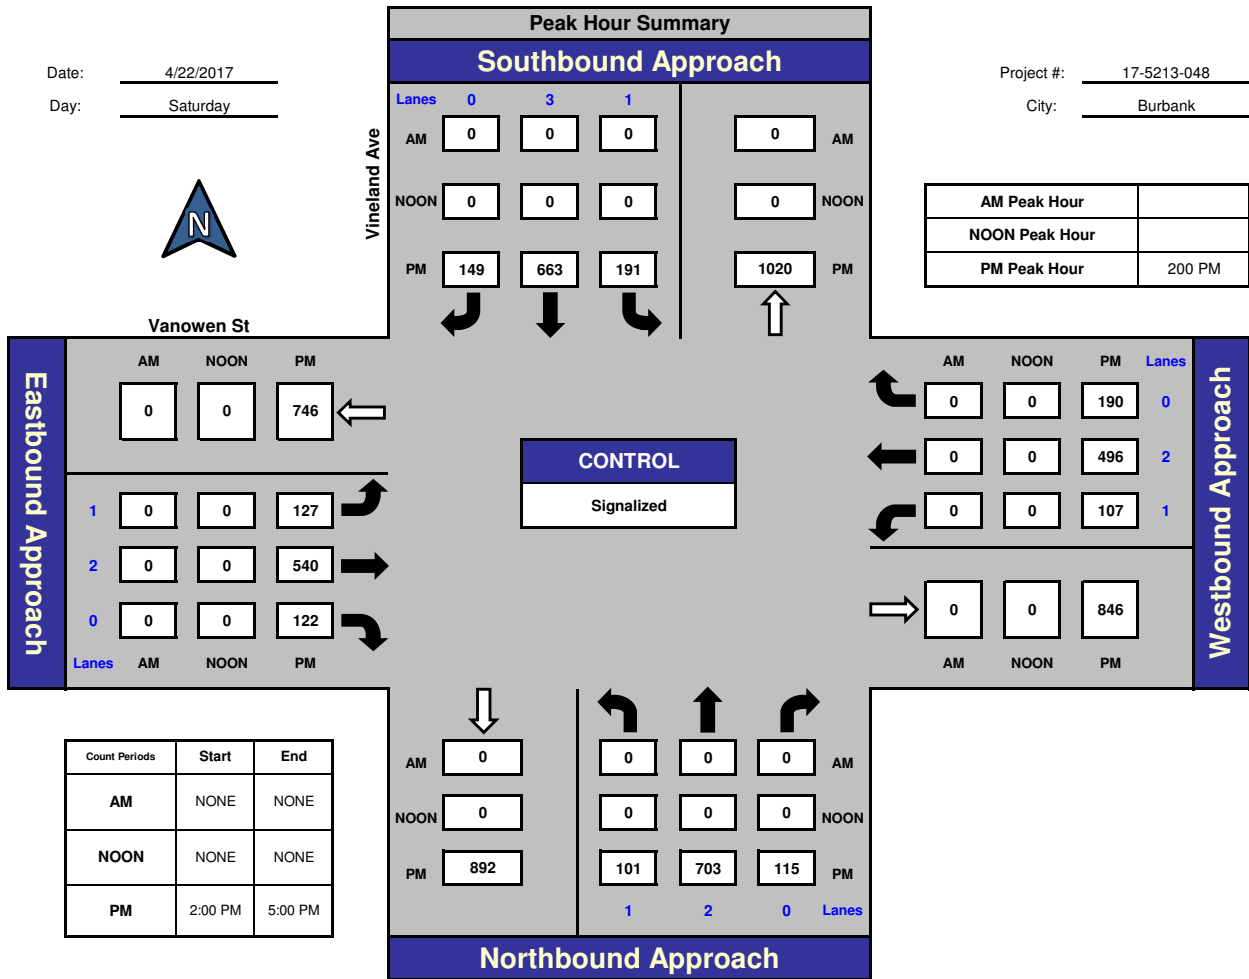 Peak Hour Summary
Southbound Approach
Date: 4/22/2017
Project #: 17-5213-048
Day: Saturday
City: Burbank
Lanes 0 3 1
AM 0 0 0 0 AM
Vineland Ave
N
NOON 0 0 0 0 NOON
AM Peak Hour
NOON Peak Hour
PM Peak Hour 200 PM
PM 149 663 191 1020 PM
Vanowen St
Eastbound Approach
AM NOON PM
0 0 746
1 0 0 127
2 0 0 540
0 0 0 122
Lanes AM NOON PM
CONTROL
Signalized
AM NOON PM Lanes
0 0 190 0
0 0 496 2
0 0 107 1
0 0 846
AM NOON PM
Westbound Approach
Count Periods Start End
AM NONE NONE
NOON NONE NONE
PM 2:00 PM 5:00 PM
AM 0 0 0 0 AM
NOON 0 0 0 0 NOON
PM 892 101 703 115 PM
1 2 0 Lanes
Northbound Approach